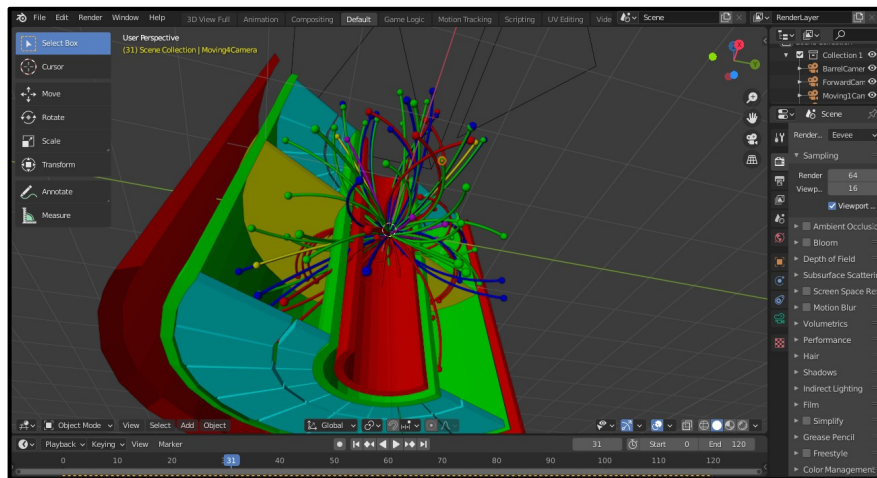 File Edit Render Window Help 3D View Full Animation Compositing Default Game Logic Motion Tracking Scripting UV Editing Vide Scene RenderLayer
Select Box
Cursor
Move
Rotate
Scale
Transform
Annotate
Measure
User Perspective
(31) Scene Collection | Moving4Camera
Collection 1
BarrelCamer
ForwardCam
Moving1Can
Scene
Render.. Eevee
Sampling
Render 64
Viewp.. 16
Viewport ..
Ambient Occlusio
Bloom
Depth of Field
Subsurface Scatterin
Screen Space Re
Motion Blur
Volumetrics
Performance
Hair
Shadows
Indirect Lighting
Film
Simplify
Grease Pencil
Freestyle
Color Management
Object Mode View Select Add Object Global
Playback Keying View Marker 31 Start 0 End 120
0 10 20 31 40 50 60 70 80 90 100 110 120